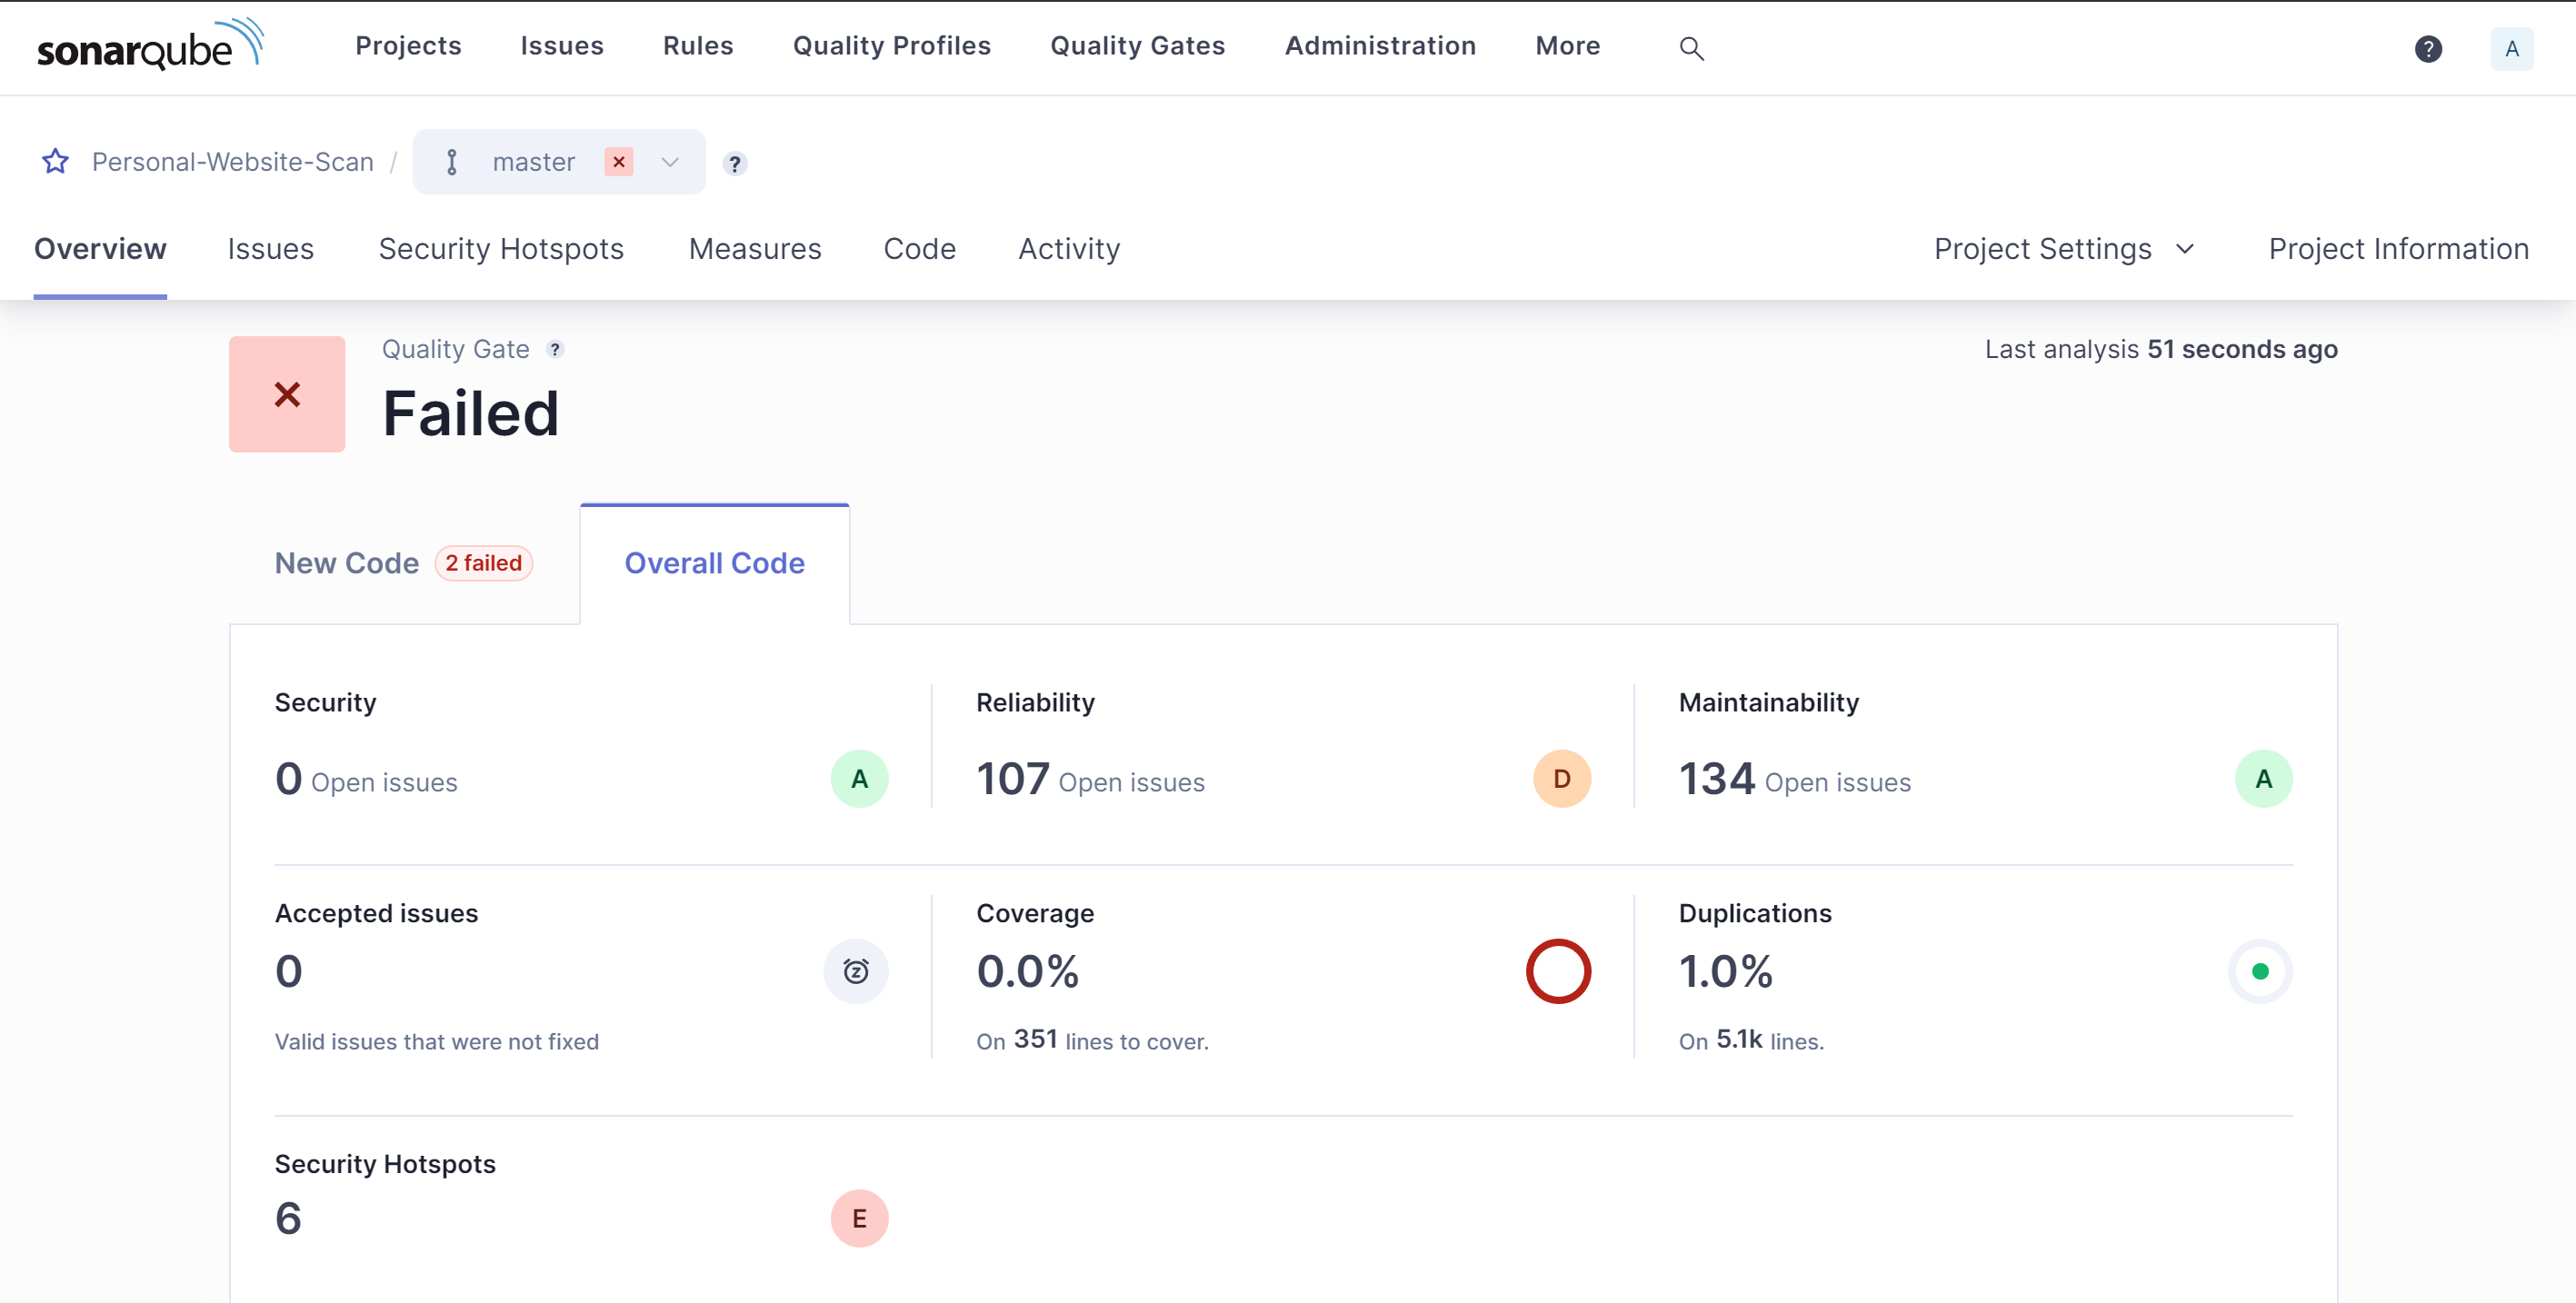 sonarqube Projects Issues Rules Quality Profiles Quality Gates Administration More ? A
Personal-Website-Scan / master ?
Overview Issues Security Hotspots Measures Code Activity Project Settings Project Information
Quality Gate ? Last analysis 51 seconds ago
Failed
New Code 2 failed Overall Code
Security Reliability Maintainability
0 Open issues A 107 Open issues D 134 Open issues A
Accepted issues Coverage Duplications
0 z 0.0% 1.0%
Valid issues that were not fixed On 351 lines to cover. On 5.1k lines.
Security Hotspots
6 E